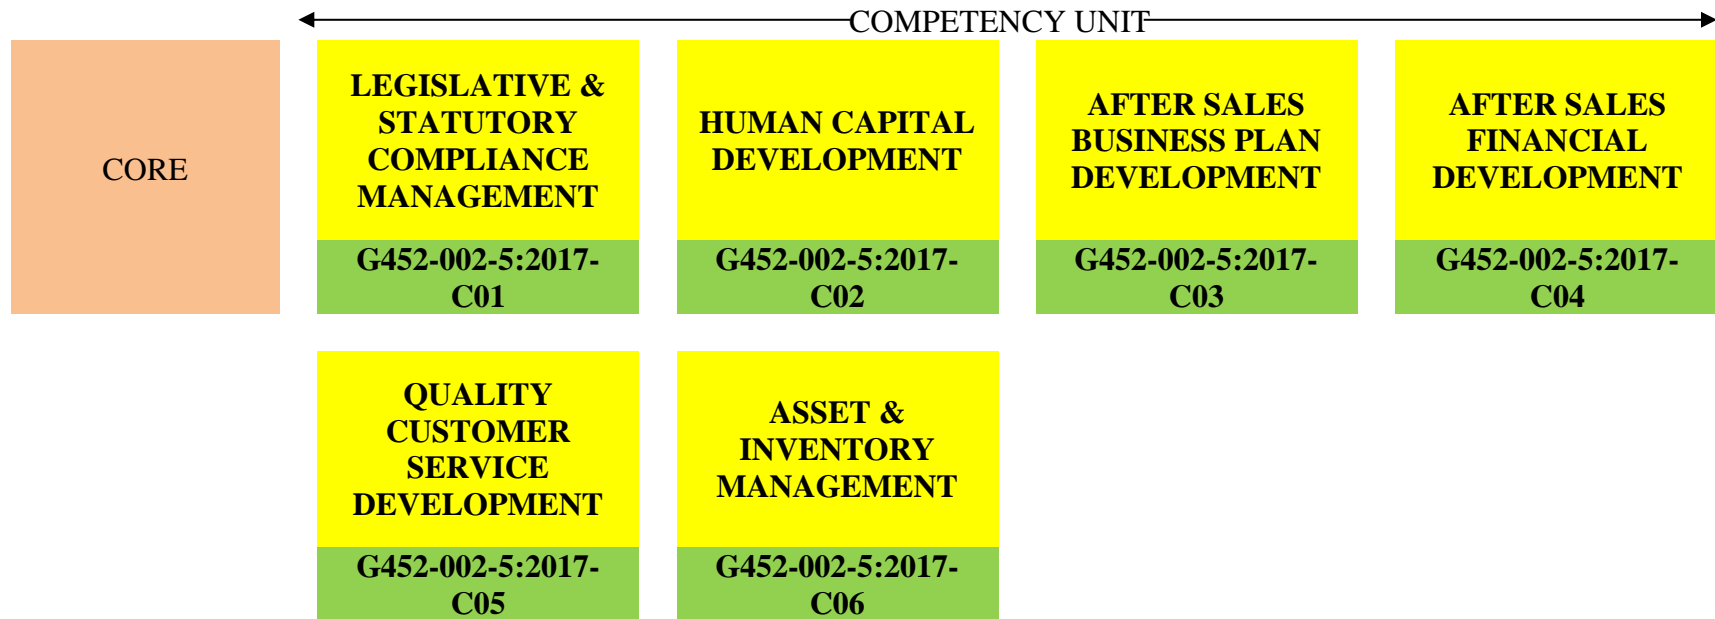 COMPETENCY UNIT
CORE
LEGISLATIVE &
STATUTORY
COMPLIANCE
MANAGEMENT
G452-002-5:2017-
C01
HUMAN CAPITAL
DEVELOPMENT
G452-002-5:2017-
C02
AFTER SALES
BUSINESS PLAN
DEVELOPMENT
G452-002-5:2017-
C03
AFTER SALES
FINANCIAL
DEVELOPMENT
G452-002-5:2017-
C04
QUALITY
CUSTOMER
SERVICE
DEVELOPMENT
G452-002-5:2017-
C05
ASSET &
INVENTORY
MANAGEMENT
G452-002-5:2017-
C06